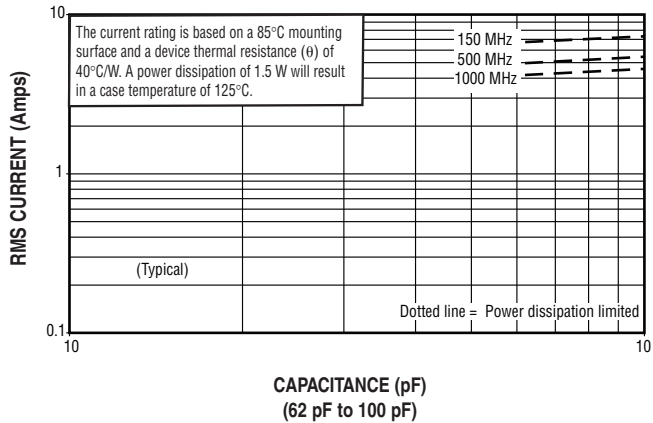 10
The current rating is based on a 85°C mounting
surface and a device thermal resistance (θ) of
40°C/W. A power dissipation of 1.5 W will result
in a case temperature of 125°C.
150 MHz
500 MHz
1000 MHz
RMS CURRENT (Amps)
1
(Typical)
Dotted line = Power dissipation limited
0.1
10
10
CAPACITANCE (pF)
(62 pF to 100 pF)